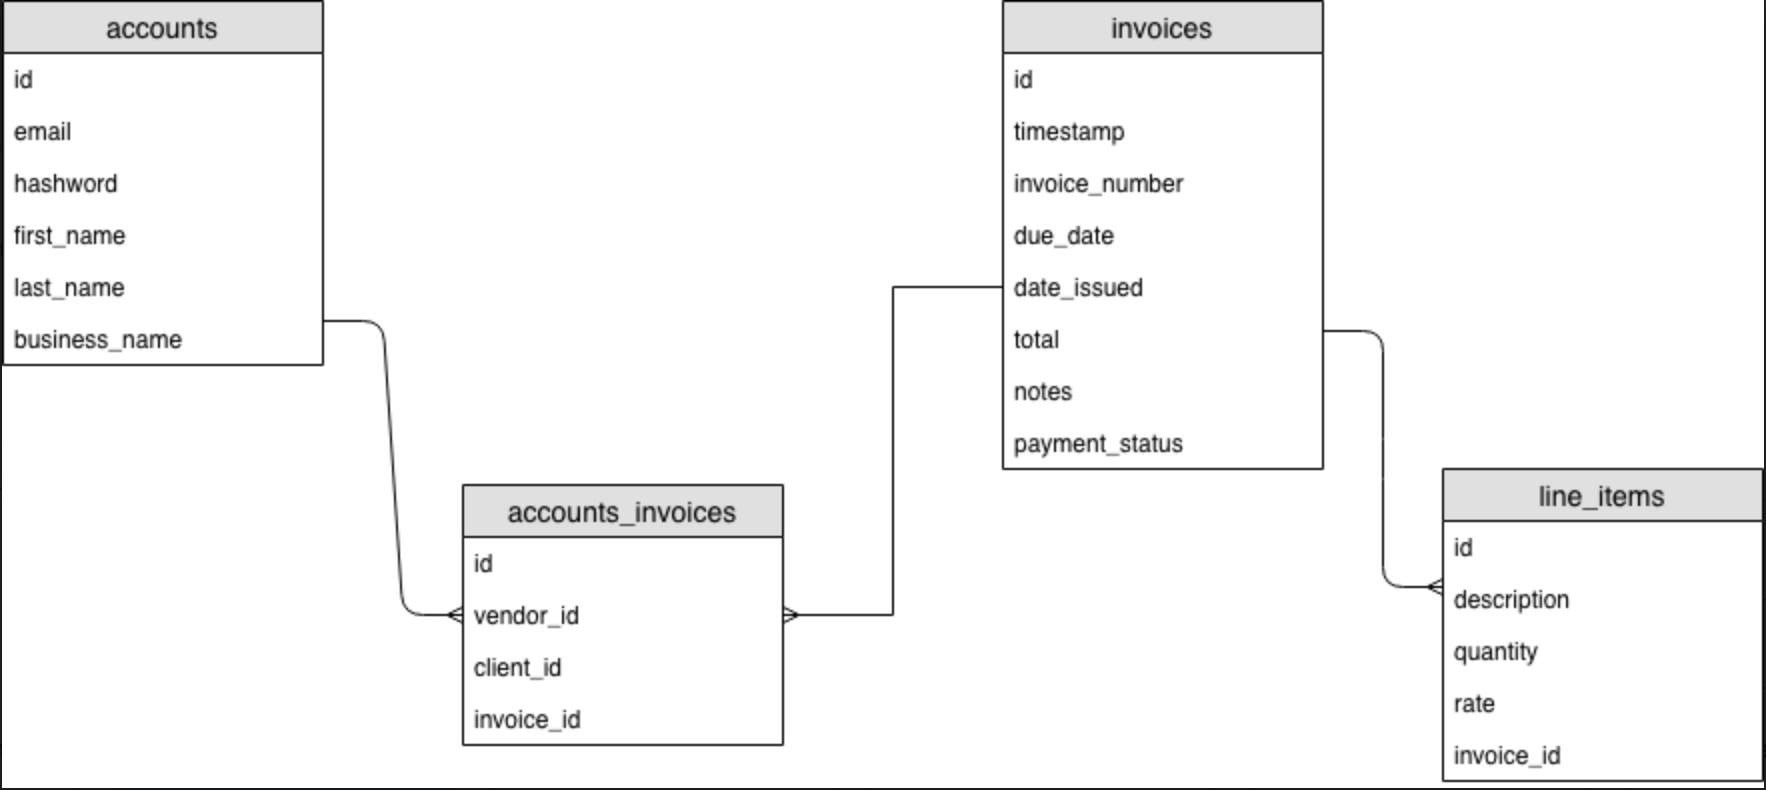 accounts
id
email
hashword
first_name
last_name
business_name
accounts_invoices
id
vendor_id
client_id
invoice_id
invoices
id
timestamp
invoice_number
due_date
date_issued
total
notes
payment_status
line_items
id
description
quantity
rate
invoice_id